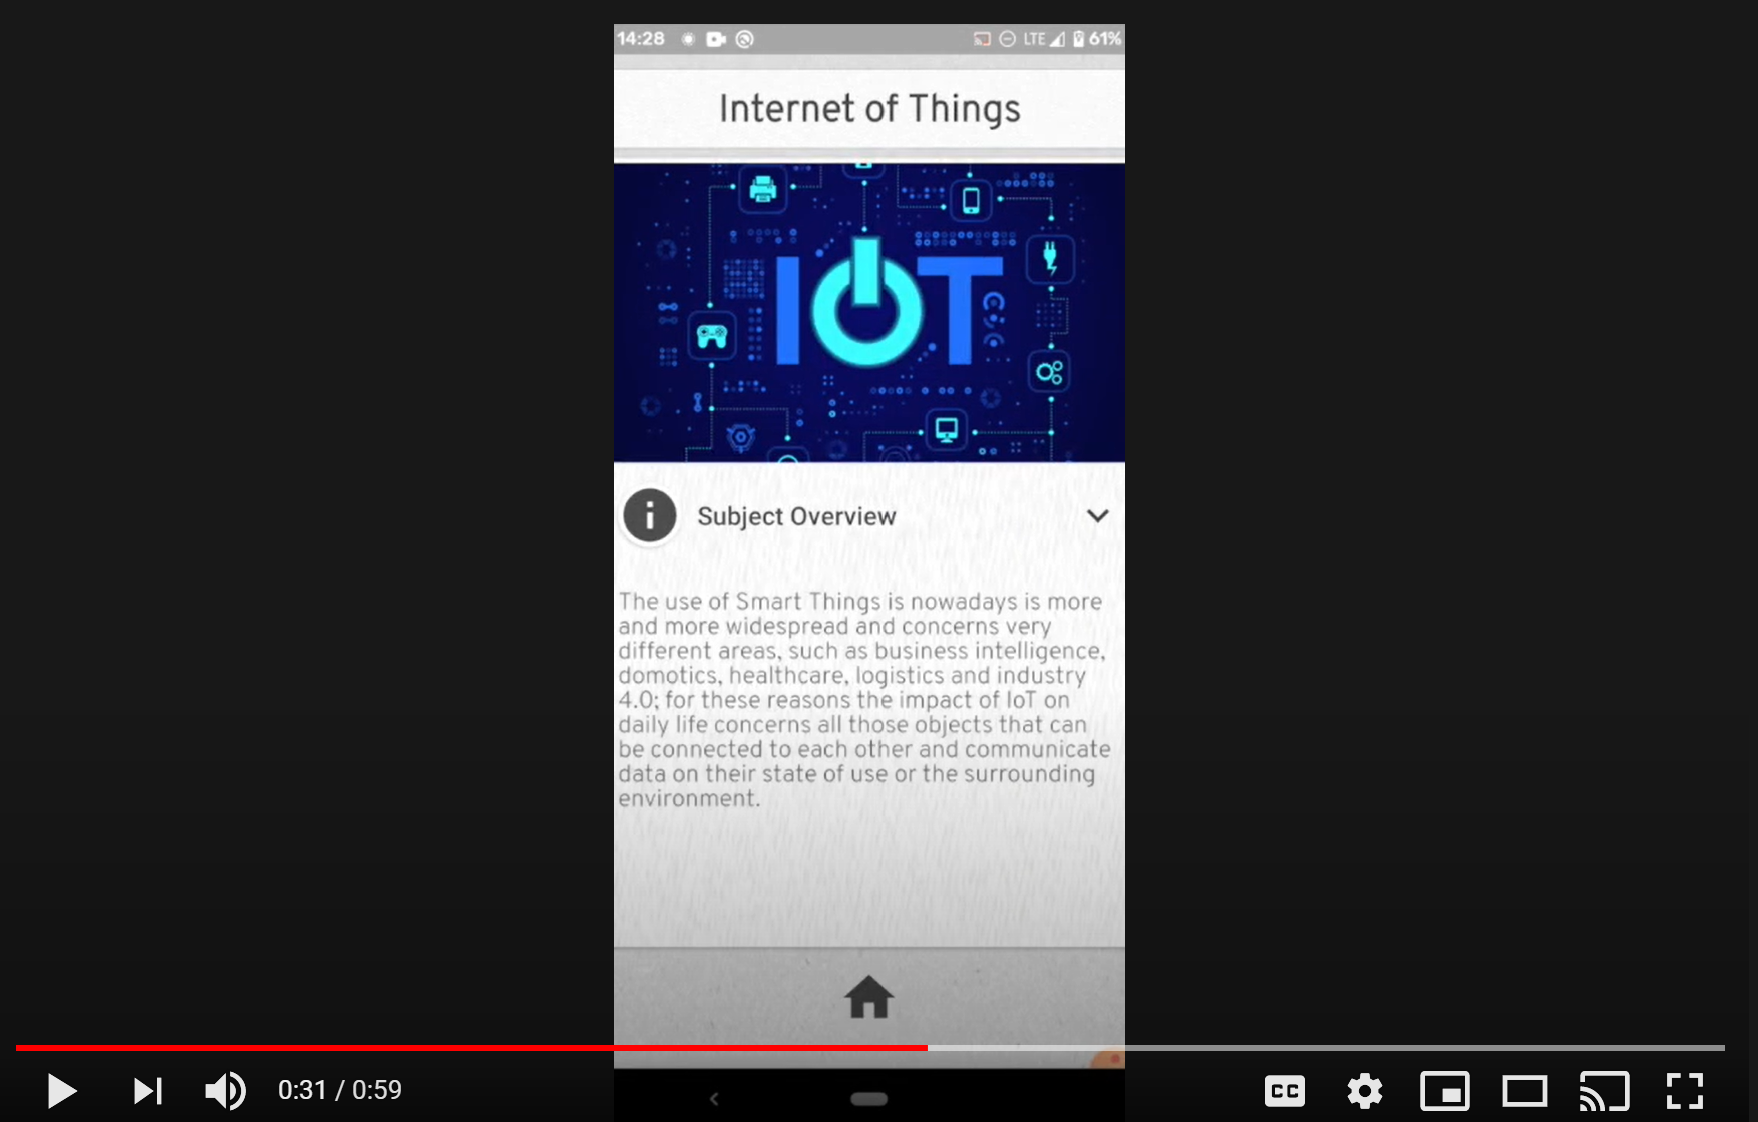 14:28 LTE 61%
Internet of Things
IOT
Subject Overview
The use of Smart Things is nowadays is more
and more widespread and concerns very
different areas, such as business intelligence,
domotics, healthcare, logistics and industry
4.0; for these reasons the impact of IoT on
daily life concerns all those objects that can
be connected to each other and communicate
data on their state of use or the surrounding
environment.
0:31 / 0:59 CC